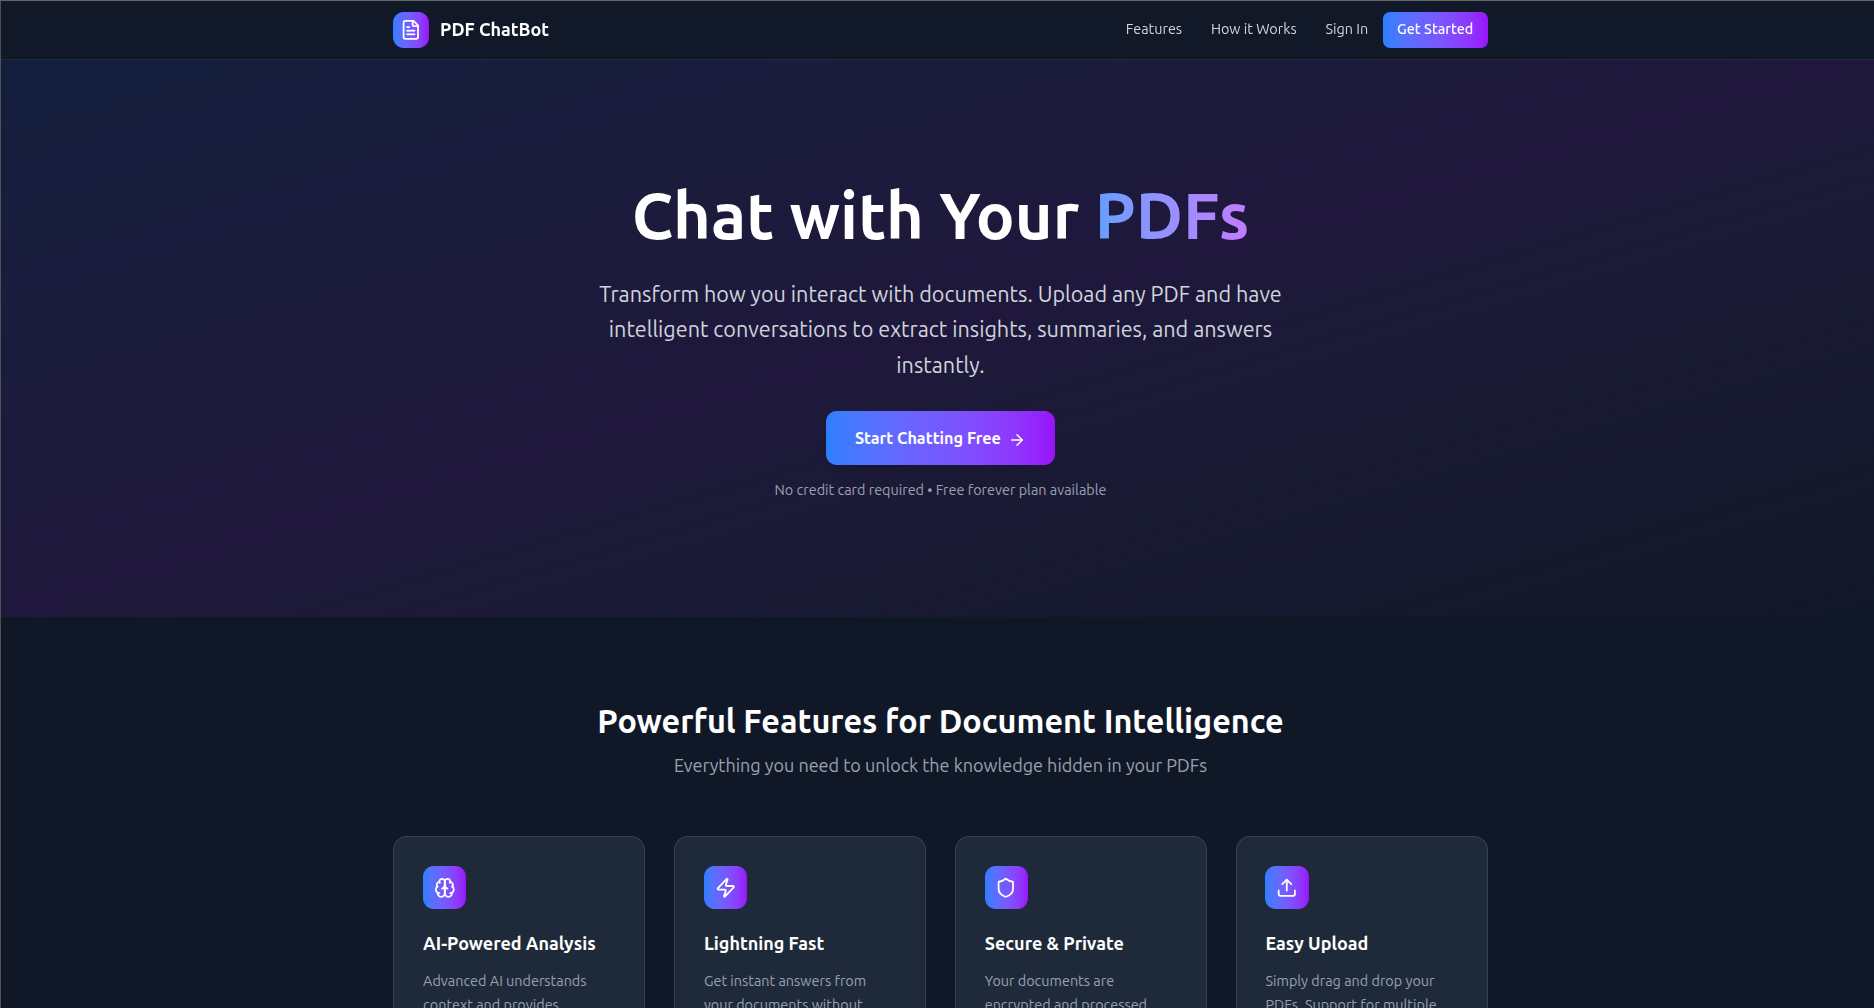 PDF ChatBot
Features
How it Works
Sign In
Get Started
Chat with Your PDFs
Transform how you interact with documents. Upload any PDF and have
intelligent conversations to extract insights, summaries, and answers
instantly.
Start Chatting Free →
No credit card required • Free forever plan available
Powerful Features for Document Intelligence
Everything you need to unlock the knowledge hidden in your PDFs
AI-Powered Analysis
Advanced AI understands
context and provides
Lightning Fast
Get instant answers from
your documents without
Secure & Private
Your documents are
encrypted and processed
Easy Upload
Simply drag and drop your
PDFs. Support for multiple